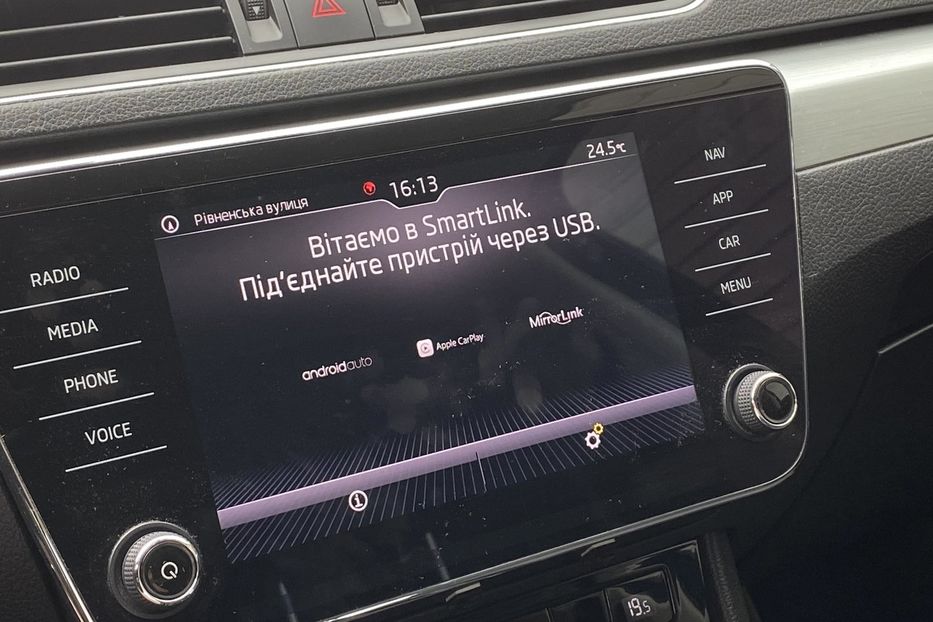 Рівненська вулиця
16:13
24.5°C
Вітаємо в SmartLink.
Під’єднайте пристрій через USB.
androidauto
Apple CarPlay
MirrorLink
RADIO
MEDIA
PHONE
VOICE
NAV
APP
CAR
MENU
19.5